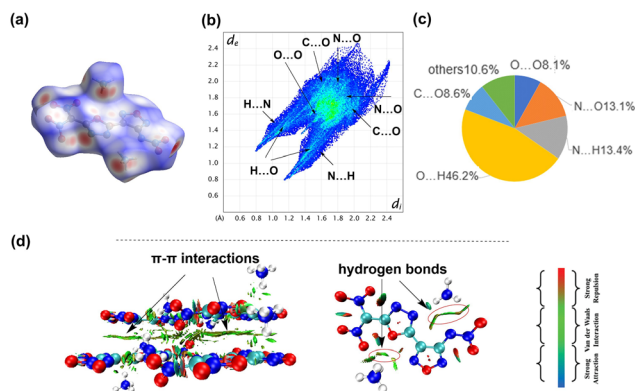 (a)
(b)
(c)
de
2.4
2.2
2.0
1.8
1.6
1.4
1.2
1.0
0.8
0.6
N…O
C…O
O…O
H…N
H…O
N…O
C…O
N…H
di
(A) 0.6 0.8 1.0 1.2 1.4 1.6 1.8 2.0 2.2 2.4
others10.6%
O…O8.1%
C…O8.6%
N…O13.1%
N…H13.4%
O…H46.2%
(d)
π-π interactions
hydrogen bonds
Strong
Repulsion
Van der Waals
Interaction
Strong
Attraction